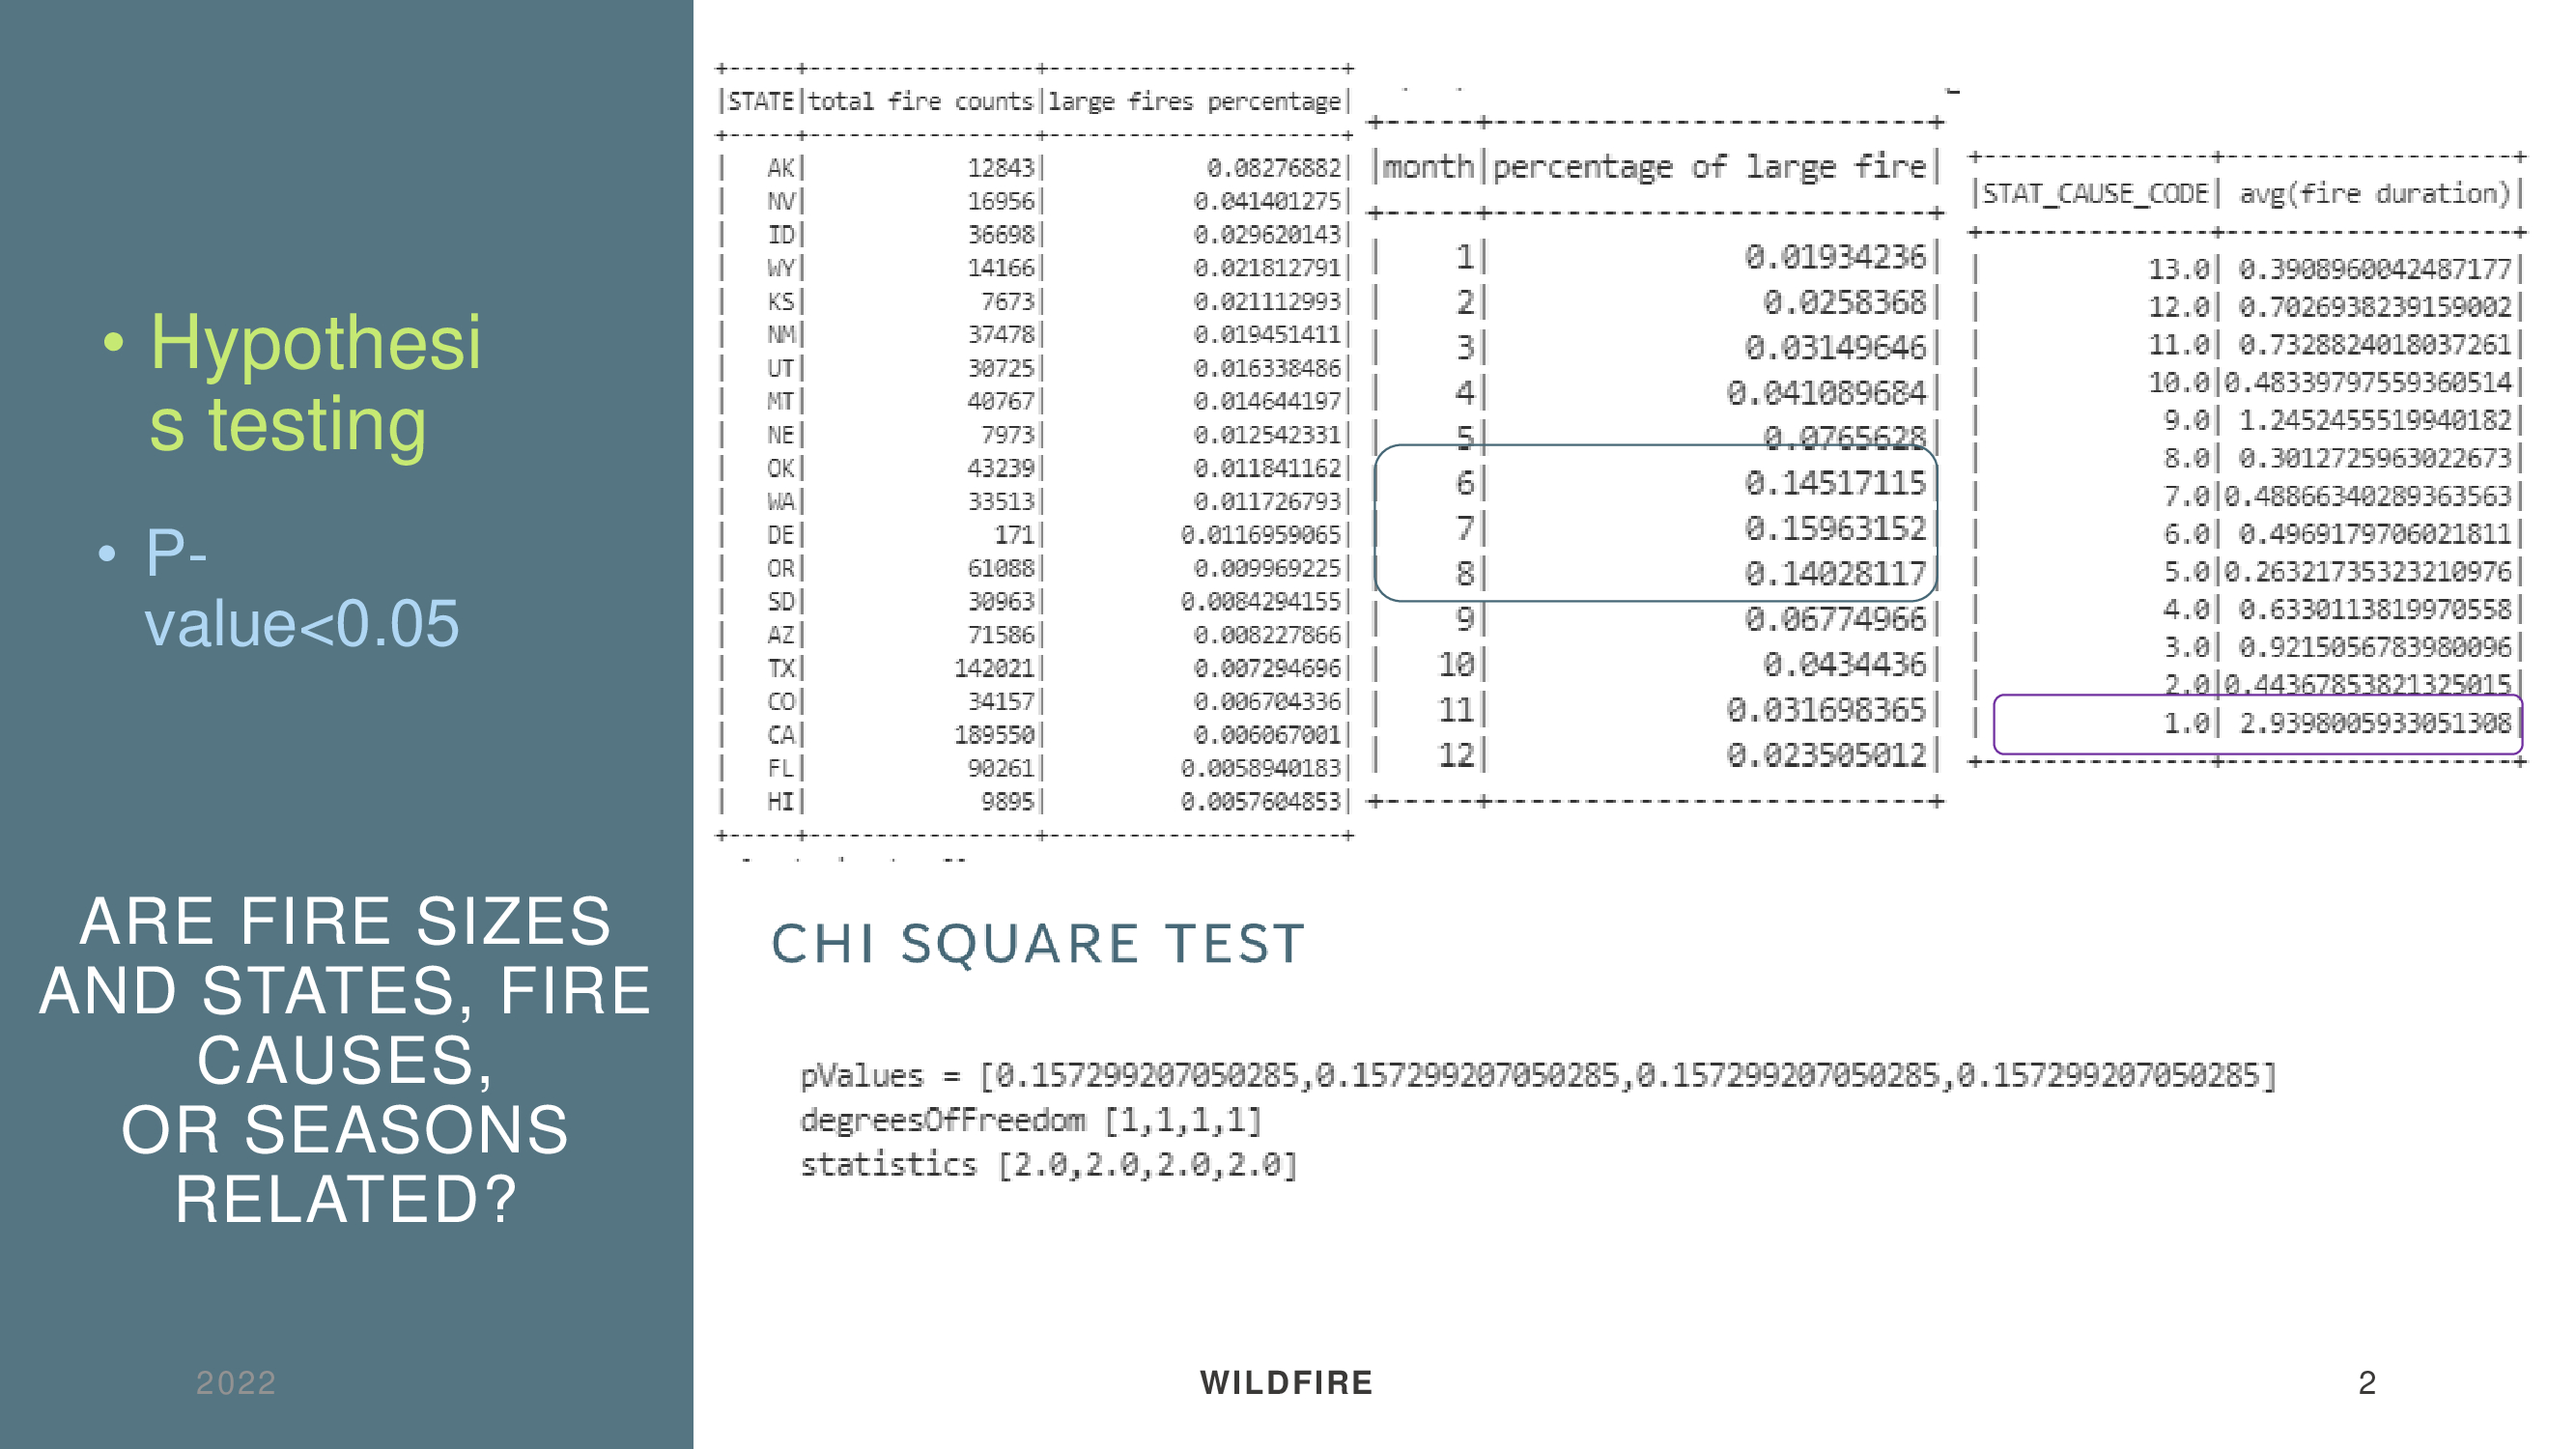 • Hypothesi
s testing
• P-
value<0.05
ARE FIRE SIZES
AND STATES, FIRE
CAUSES,
OR SEASONS
RELATED?
2022
+-----+-----------------+---------------------+
|STATE|total fire counts|large fires percentage|
+-----+-----------------+---------------------+
| AK| 12843| 0.08276882|
| NV| 16956| 0.041401275|
| ID| 36698| 0.029620143|
| WY| 14166| 0.021812791|
| KS| 7673| 0.021112993|
| NM| 37478| 0.019451411|
| UT| 30725| 0.016338486|
| MT| 40767| 0.014644197|
| NE| 7973| 0.012542331|
| OK| 43239| 0.011841162|
| WA| 33513| 0.011726793|
| DE| 171| 0.0116959065|
| OR| 61088| 0.009969225|
| SD| 30963| 0.0084294155|
| AZ| 71586| 0.008227866|
| TX| 142021| 0.007294696|
| CO| 34157| 0.006704336|
| CA| 189550| 0.006067001|
| FL| 90261| 0.0058940183|
| HI| 9895| 0.0057604853|
+-----+-----------------+---------------------+
+-----+-----------------------+
|month|percentage of large fire|
+-----+-----------------------+
| 1| 0.01934236|
| 2| 0.0258368|
| 3| 0.03149646|
| 4| 0.041089684|
| 5| 0.0765628|
| 6| 0.14517115|
| 7| 0.15963152|
| 8| 0.14028117|
| 9| 0.06774966|
| 10| 0.0434436|
| 11| 0.031698365|
| 12| 0.023505012|
+-----+-----------------------+
+---------------+------------------+
|STAT_CAUSE_CODE| avg(fire duration)|
+---------------+------------------+
| 13.0| 0.3908960042487177|
| 12.0| 0.7026938239159002|
| 11.0| 0.7328824018037261|
| 10.0|0.483397975593360514|
| 9.0| 1.2452455519940182|
| 8.0| 0.3012725963022673|
| 7.0|0.48866340289363563|
| 6.0| 0.4969179706021811|
| 5.0|0.26321735323210976|
| 4.0| 0.6330113819970558|
| 3.0| 0.9215056783980096|
| 2.0|0.44367853821325015|
| 1.0| 2.9398005933051308|
+---------------+------------------+
CHI SQUARE TEST
pValues = [0.157299207050285,0.157299207050285,0.157299207050285,0.157299207050285]
degreesOfFreedom [1,1,1,1]
statistics [2.0,2.0,2.0,2.0]
WILDFIRE
2